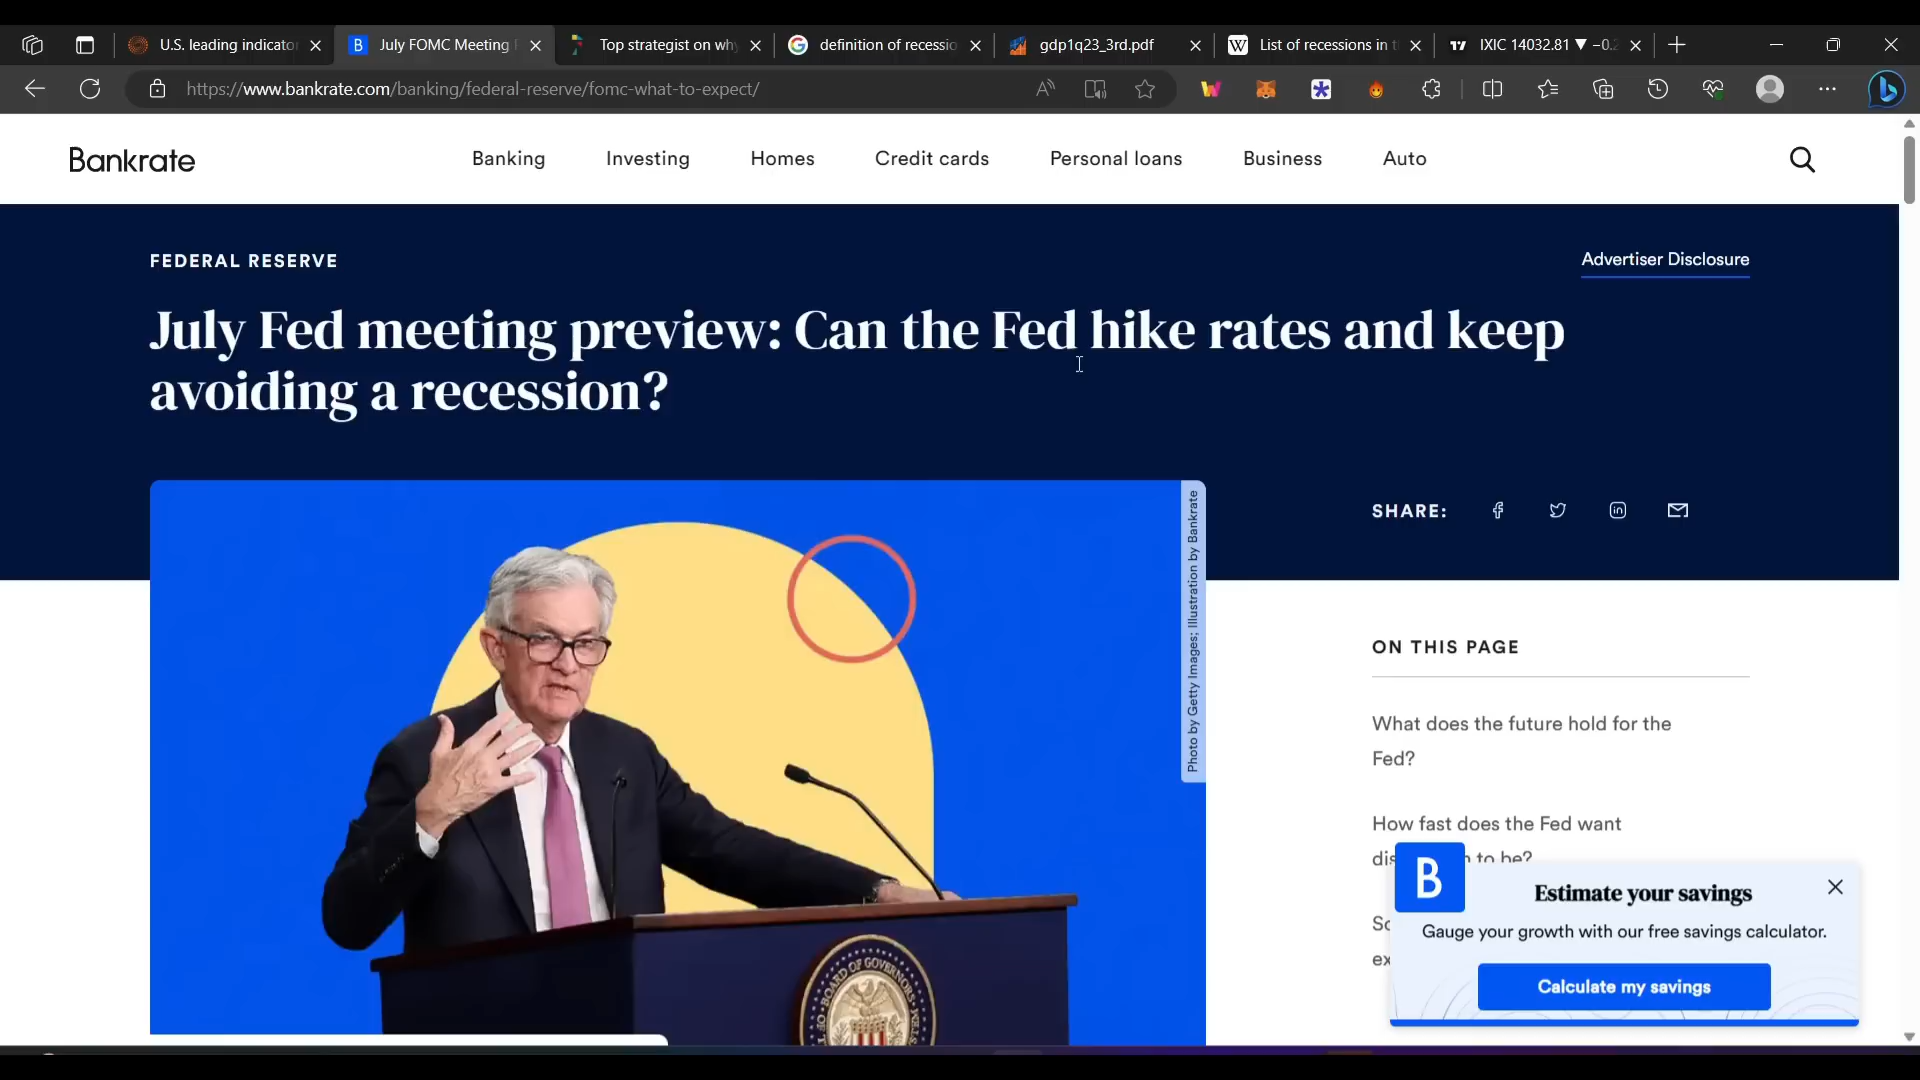 U.S. leading indicator
July FOMC Meeting P
Top strategist on why
definition of recessio
gdp1q23_3rd.pdf
List of recessions in t
IXIC 14032.81 ▼ −0.2
https://www.bankrate.com/banking/federal-reserve/fomc-what-to-expect/
Bankrate
Banking
Investing
Homes
Credit cards
Personal loans
Business
Auto
FEDERAL RESERVE
Advertiser Disclosure
July Fed meeting preview: Can the Fed hike rates and keep
avoiding a recession?
Photo by Getty Images; Illustration by Bankrate
SHARE:
ON THIS PAGE
What does the future hold for the
Fed?
How fast does the Fed want
to be?
B
Estimate your savings
Gauge your growth with our free savings calculator.
Calculate my savings
BOARD OF GOVERNORS